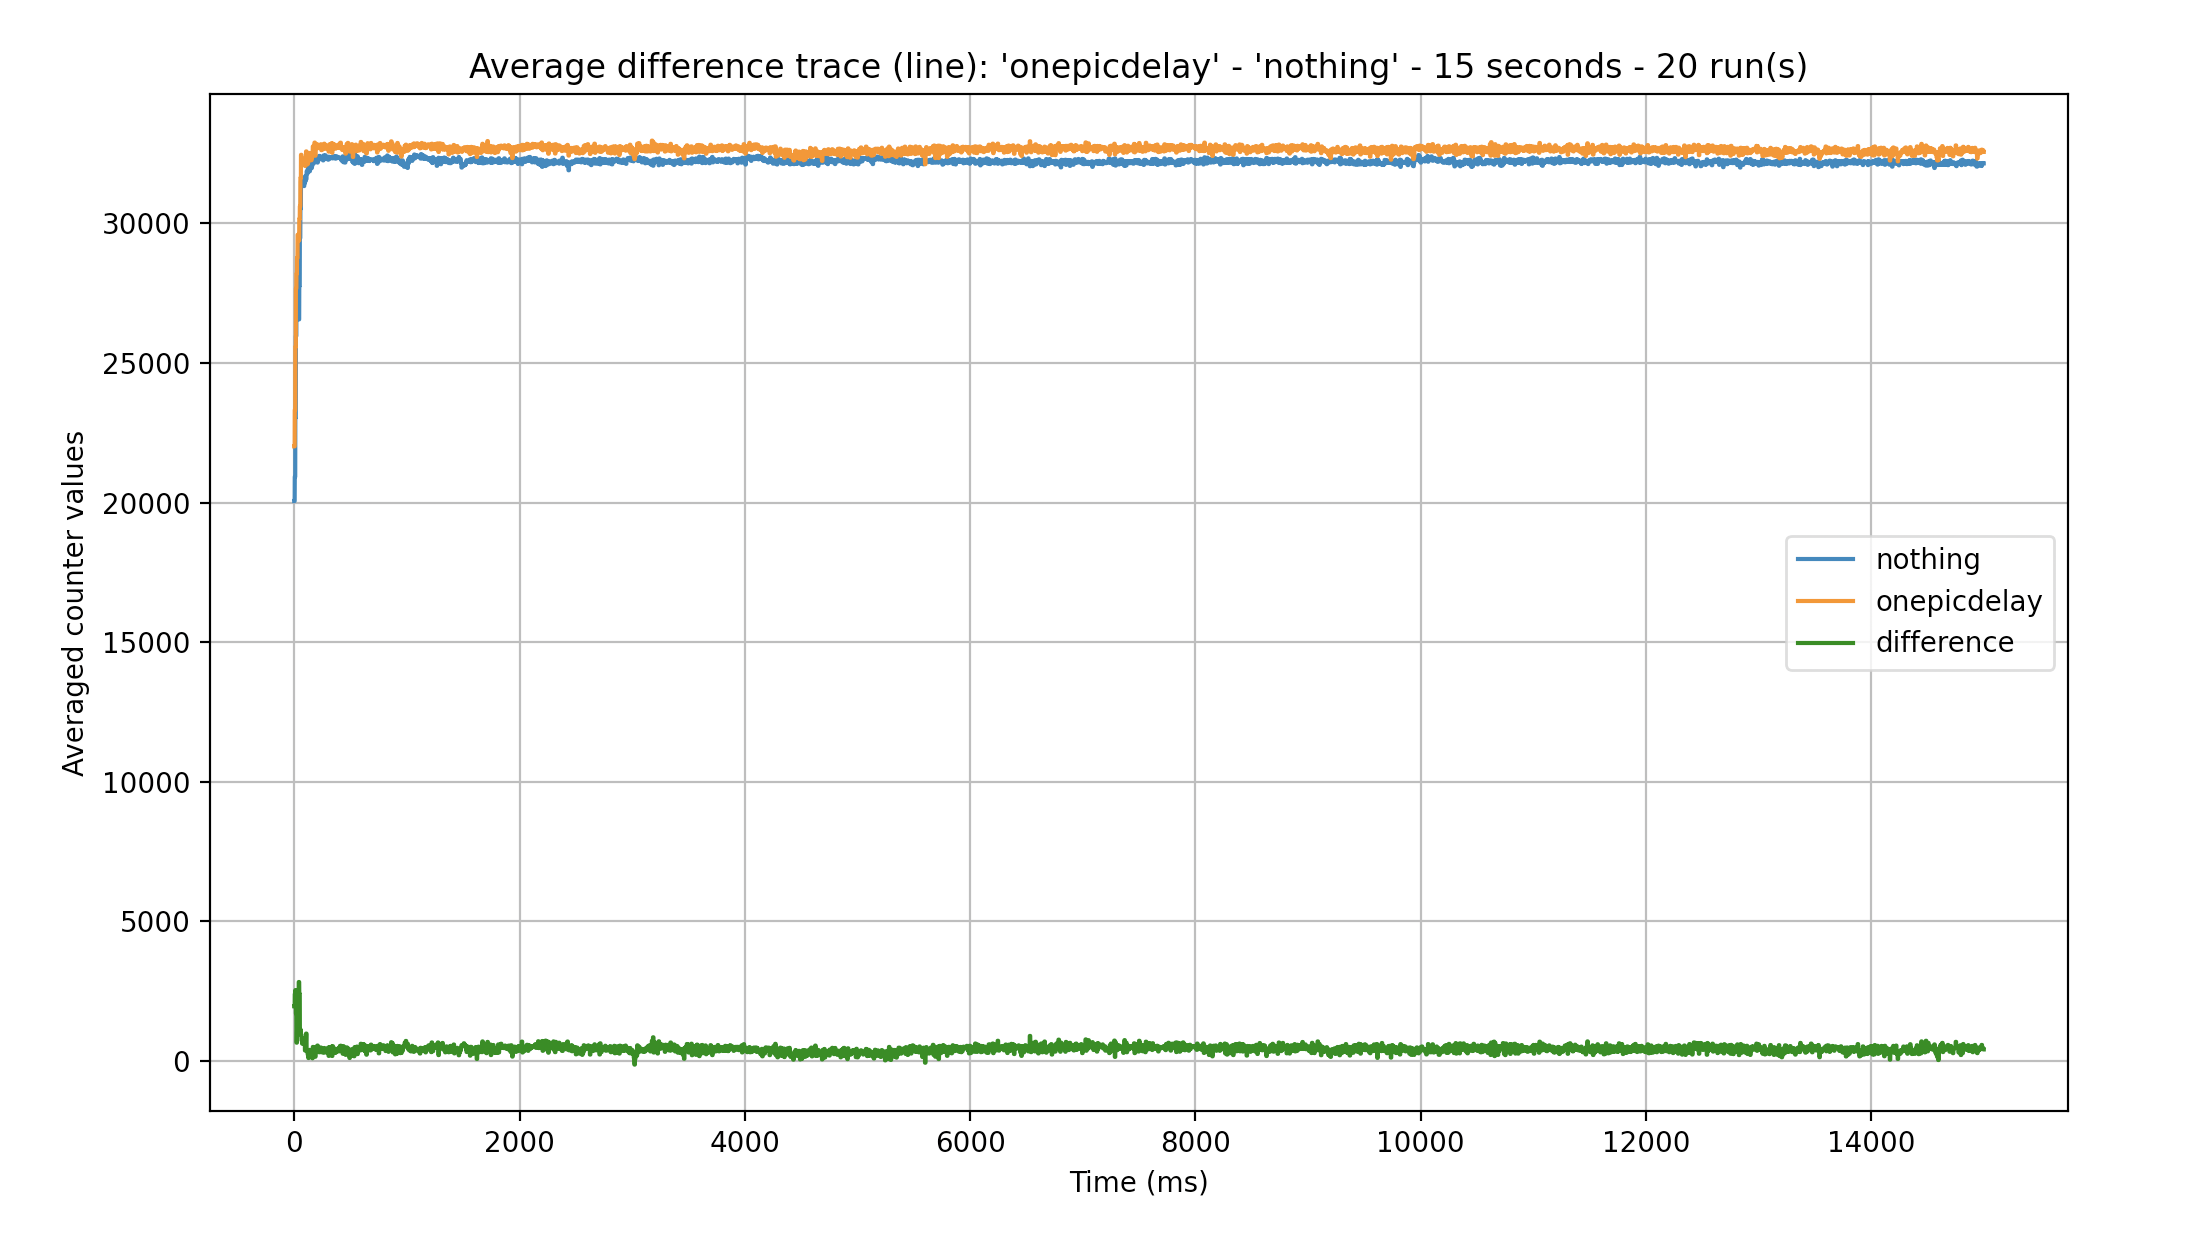 Average difference trace (line): 'onepicdelay' - 'nothing' - 15 seconds - 20 run(s)
Averaged counter values
30000
25000
20000
15000
10000
5000
0
nothing
onepicdelay
difference
0 2000 4000 6000 8000 10000 12000 14000
Time (ms)